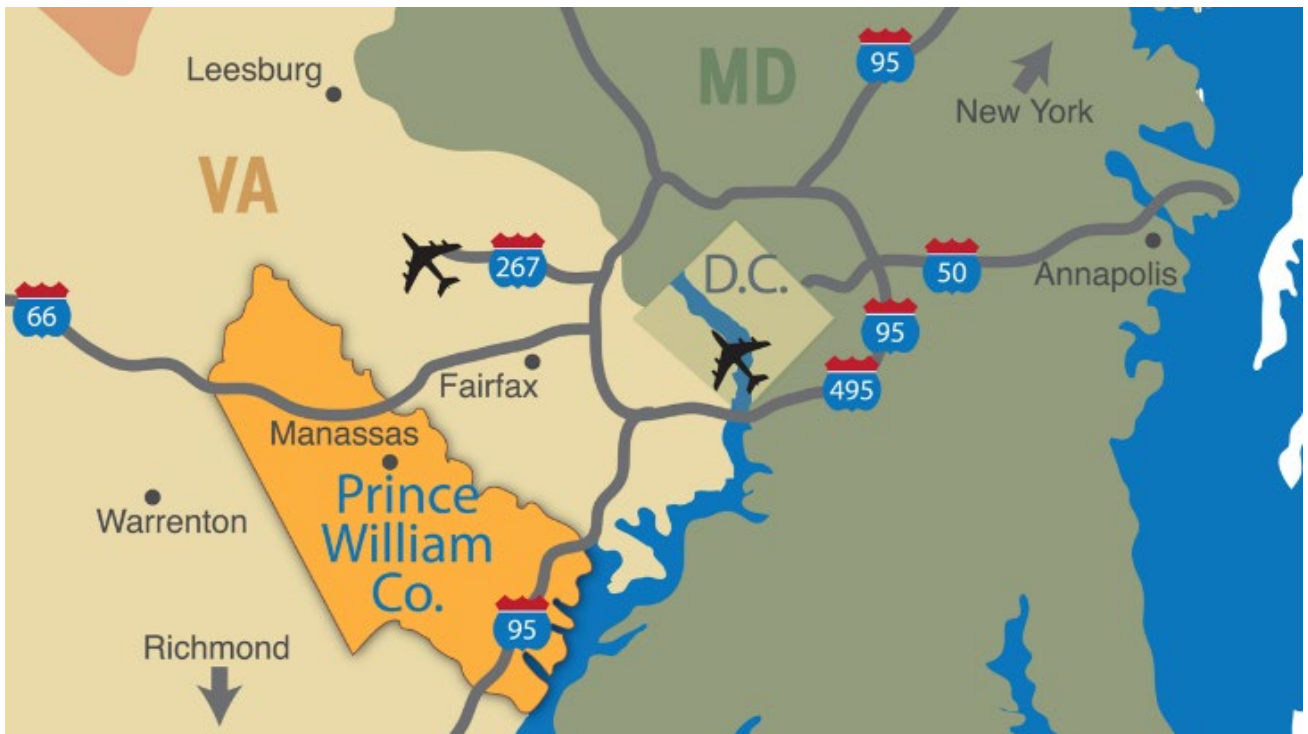 Leesburg
MD
95
New York
VA
267
D.C.
50
Annapolis
66
95
Fairfax
495
Manassas
Prince
William
Co.
Warrenton
95
Richmond